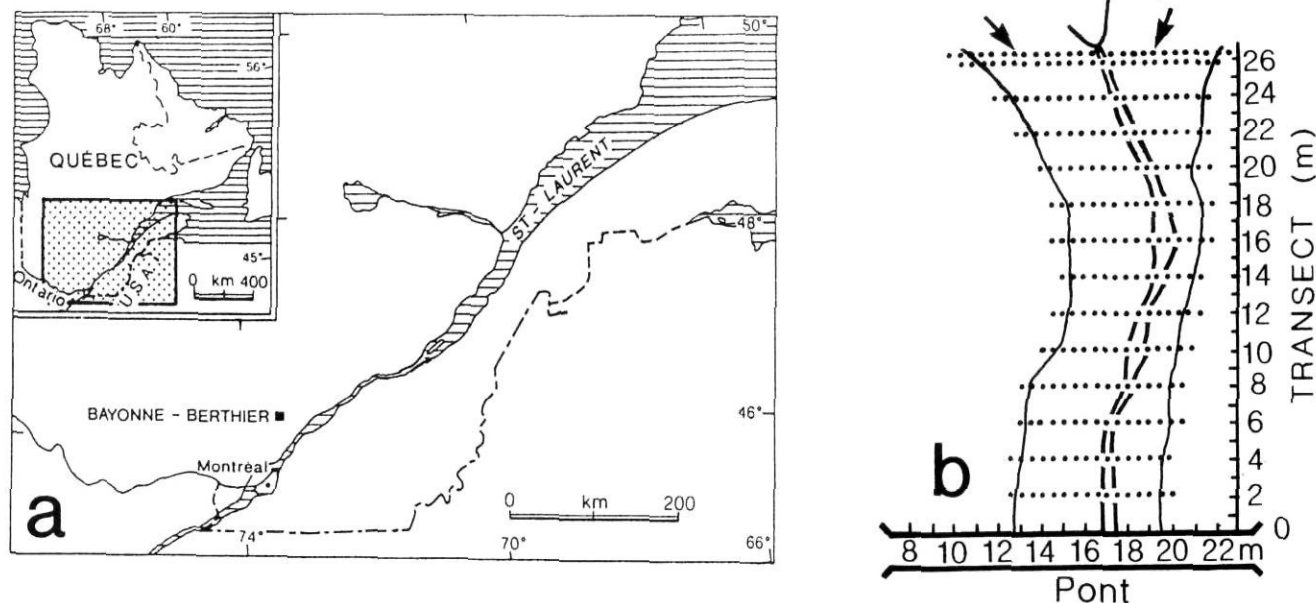 68° 60°
50°
56°
QUÉBEC
45°
0 km 400
Ontario
U S A
ST-LAURENT
48°
BAYONNE - BERTHIER
46°
Montréal
0 km 200
74° 70° 66°
a
26
24
22
20
18
16
14
12
10
8
6
4
2
0
TRANSECT (m)
b
8 10 12 14 16 18 20 22m
Pont